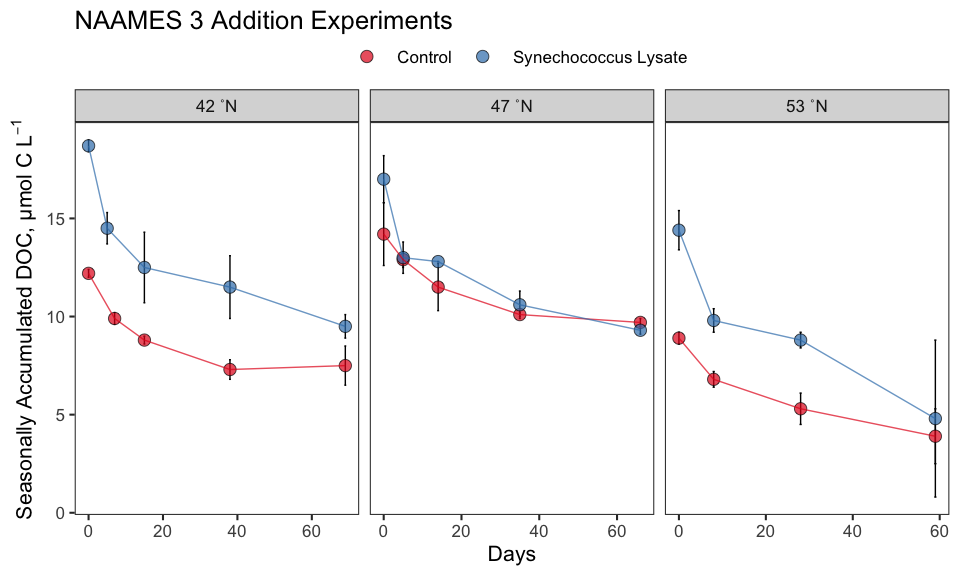 NAAMES 3 Addition Experiments
Control Synechococcus Lysate
42 °N 47 °N 53 °N
Seasonally Accumulated DOC, μmol C L⁻¹
15
10
5
0
0 20 40 60 0 20 40 60 0 20 40 60
Days